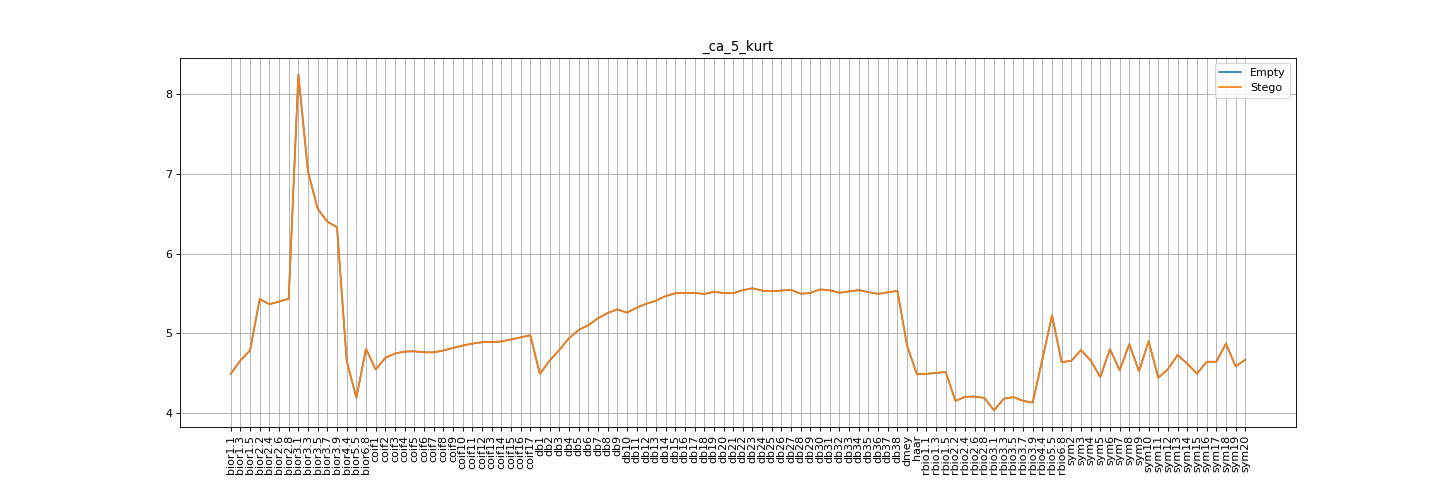 _ca_5_kurt
Empty
Stego
8
7
6
5
4
bior1.1
bior1.3
bior1.5
bior2.2
bior2.4
bior2.6
bior2.8
bior3.1
bior3.3
bior3.5
bior3.7
bior3.9
bior4.4
bior5.5
bior6.8
coif1
coif2
coif3
coif4
coif5
coif6
coif7
coif8
coif9
coif10
coif11
coif12
coif13
coif14
coif15
coif16
coif17
db1
db2
db3
db4
db5
db6
db7
db8
db9
db10
db11
db12
db13
db14
db15
db16
db17
db18
db19
db20
db21
db22
db23
db24
db25
db26
db27
db28
db29
db30
db31
db32
db33
db34
db35
db36
db37
db38
dmey
haar
rbio1.1
rbio1.3
rbio1.5
rbio2.2
rbio2.4
rbio2.6
rbio2.8
rbio3.1
rbio3.3
rbio3.5
rbio3.7
rbio3.9
rbio4.4
rbio5.5
rbio6.8
sym2
sym3
sym4
sym5
sym6
sym7
sym8
sym9
sym10
sym11
sym12
sym13
sym14
sym15
sym16
sym17
sym18
sym19
sym20